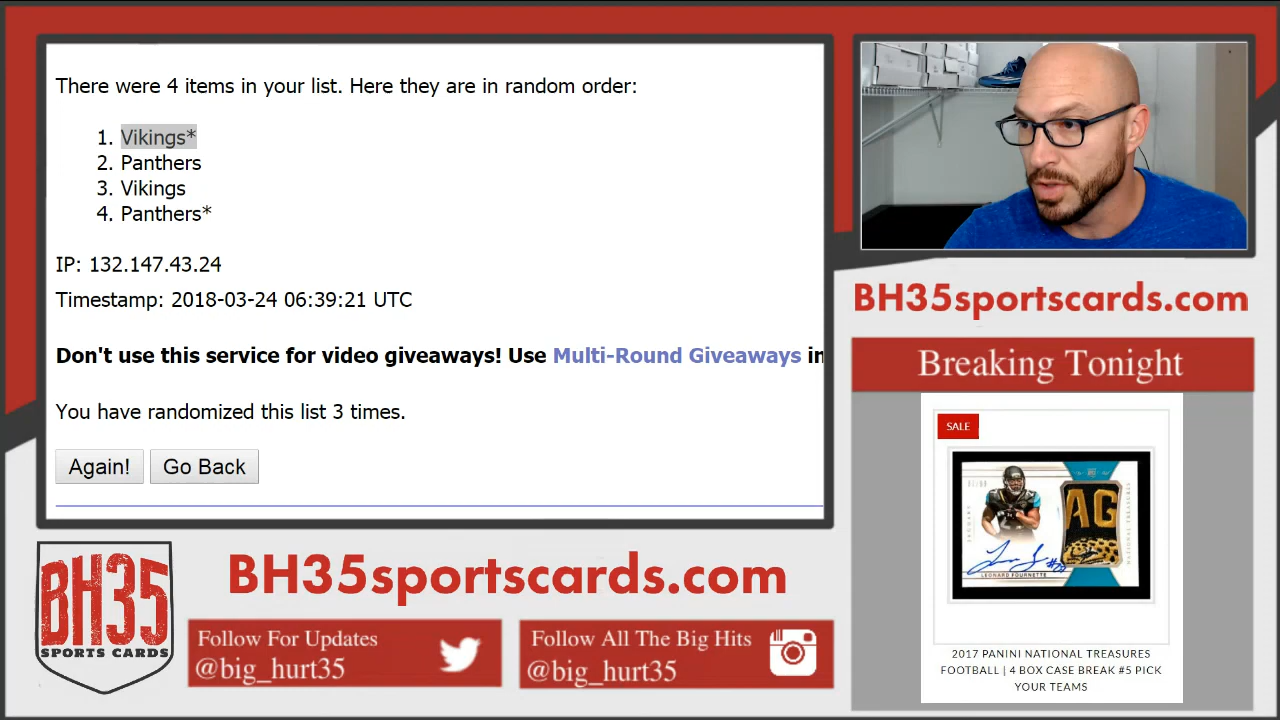 There were 4 items in your list. Here they are in random order:
1. Vikings*
2. Panthers
3. Vikings
4. Panthers*
IP: 132.147.43.24
Timestamp: 2018-03-24 06:39:21 UTC
Don't use this service for video giveaways! Use Multi-Round Giveaways in
You have randomized this list 3 times.
Again! Go Back
BH35sportscards.com
Breaking Tonight
SALE
AG
LEONARD FOURNETTE
2017 PANINI NATIONAL TREASURES
FOOTBALL | 4 BOX CASE BREAK #5 PICK
YOUR TEAMS
BH35
SPORTS CARDS
BH35sportscards.com
Follow For Updates
@big_hurt35
Follow All The Big Hits
@big_hurt35